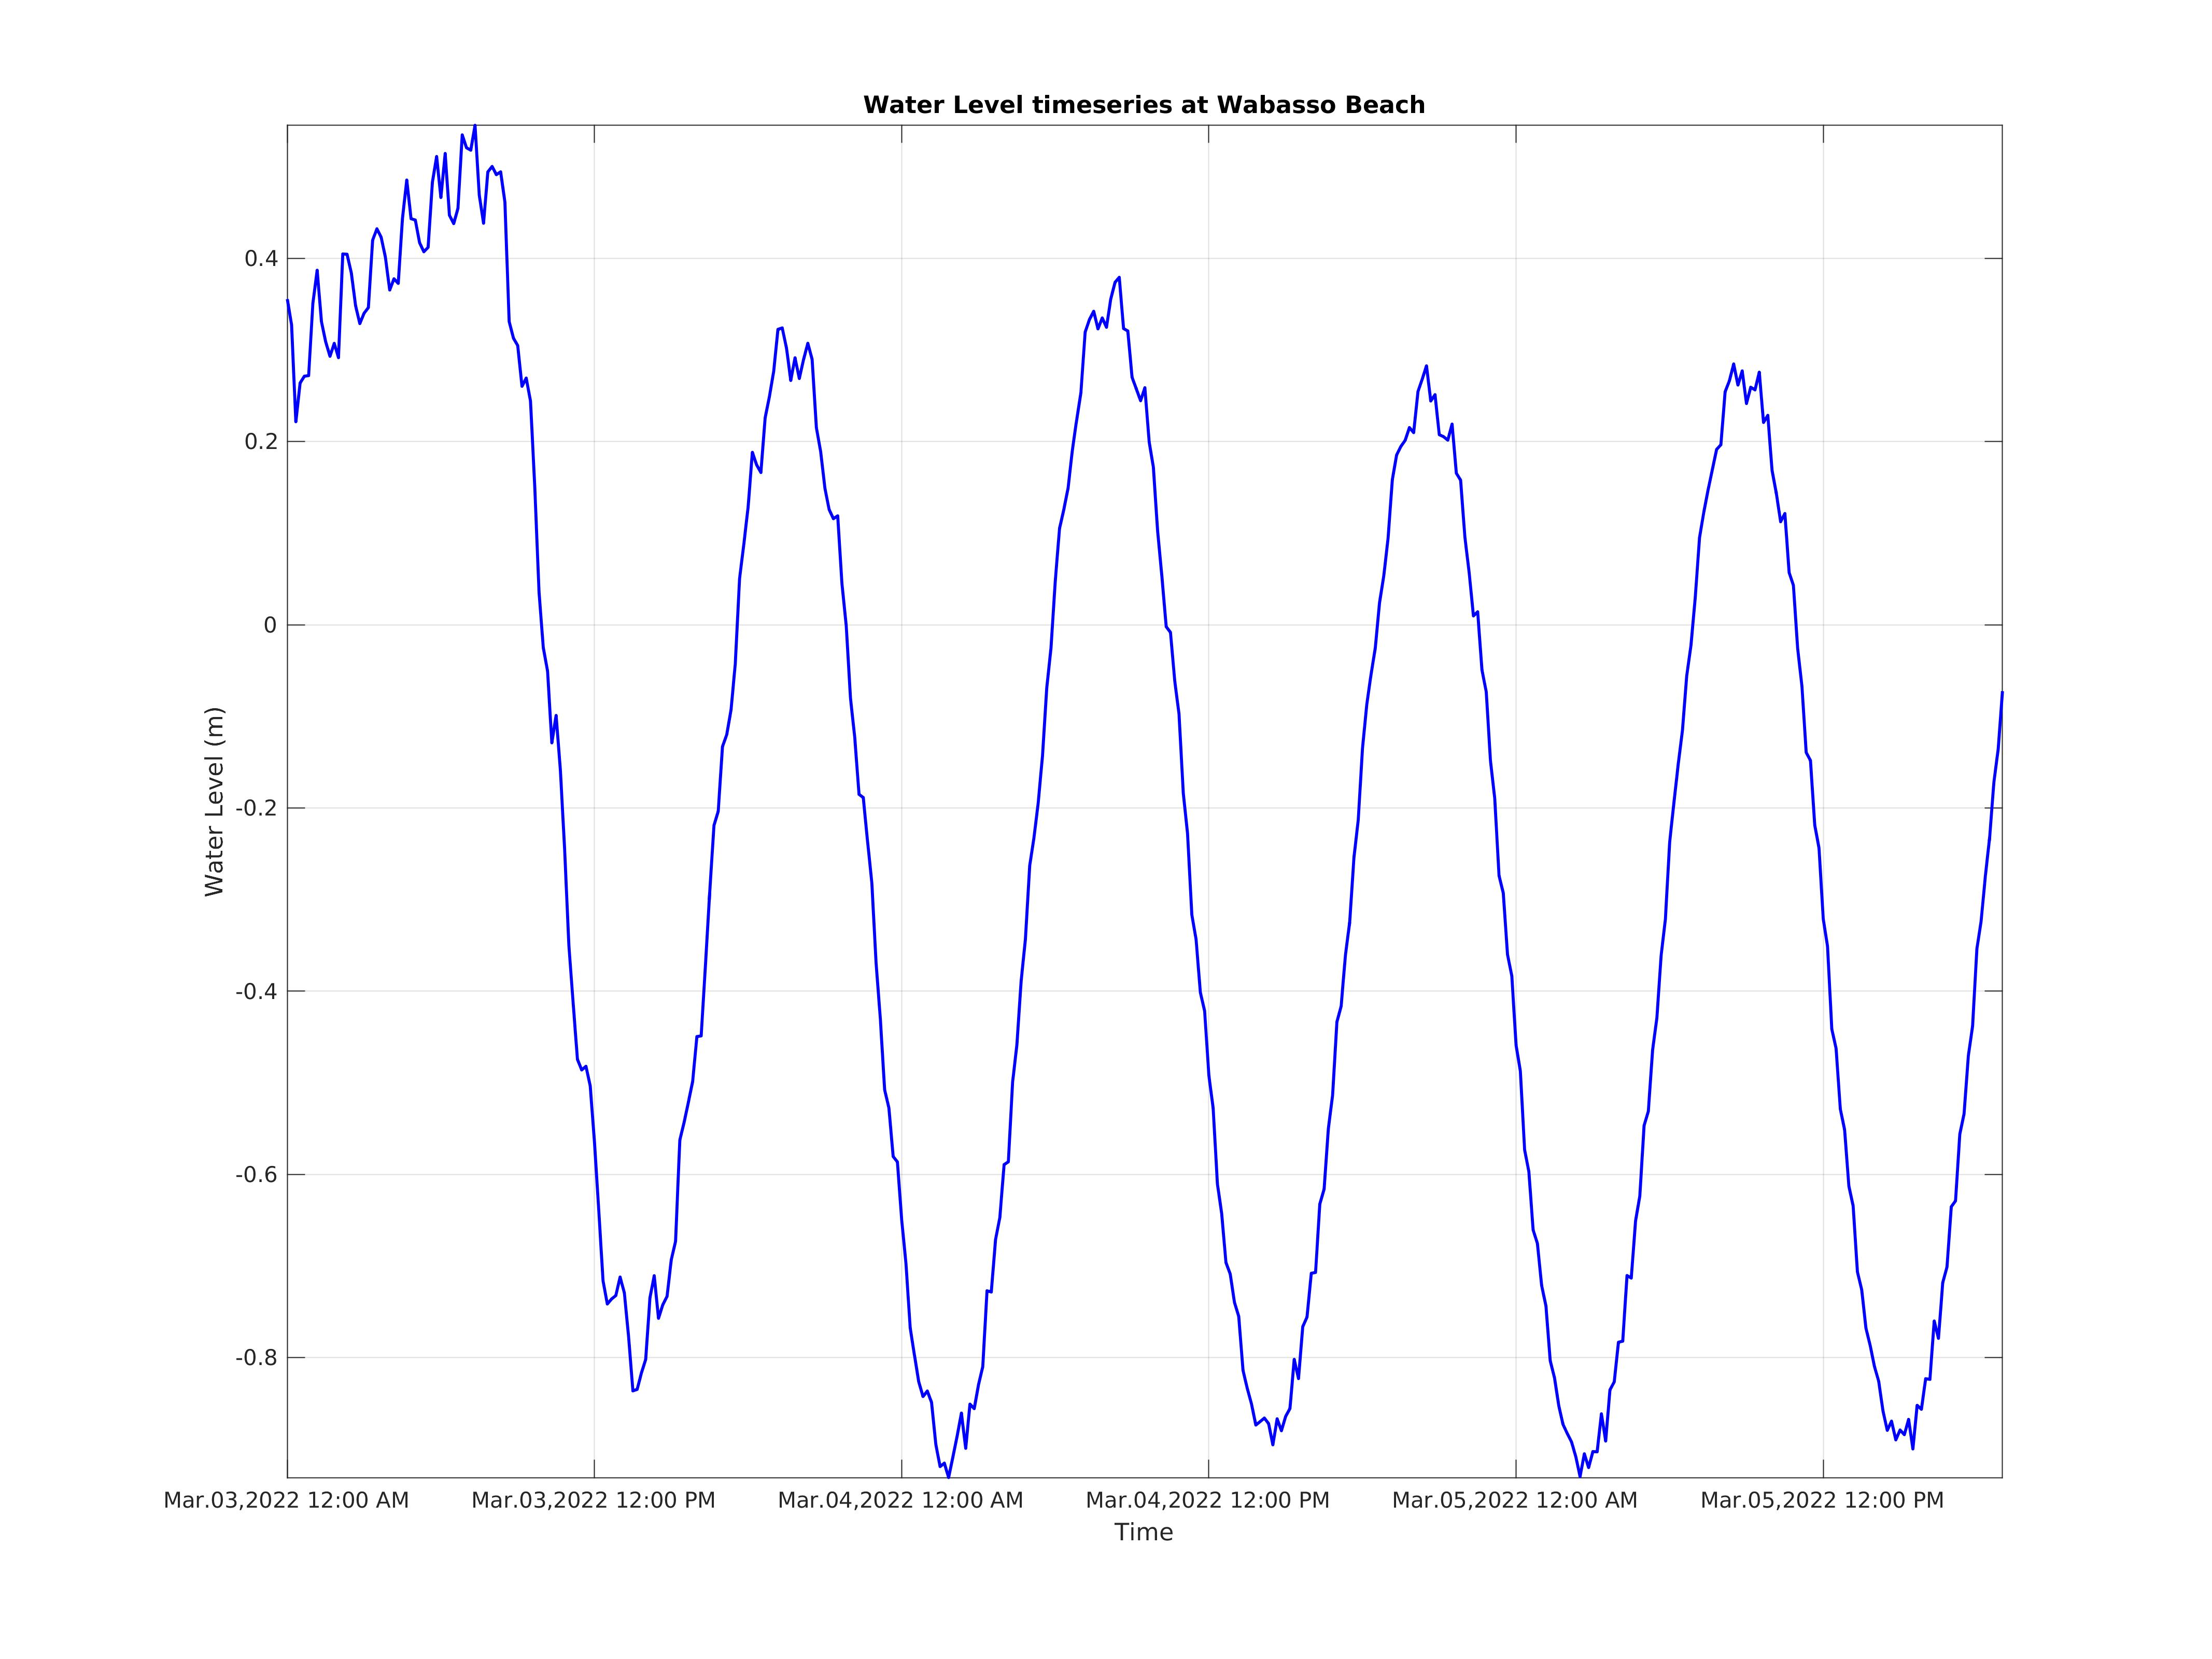 Water Level timeseries at Wabasso Beach
0.4
0.2
0
-0.2
-0.4
-0.6
-0.8
Water Level (m)
Mar.03,2022 12:00 AM
Mar.03,2022 12:00 PM
Mar.04,2022 12:00 AM
Mar.04,2022 12:00 PM
Mar.05,2022 12:00 AM
Mar.05,2022 12:00 PM
Time